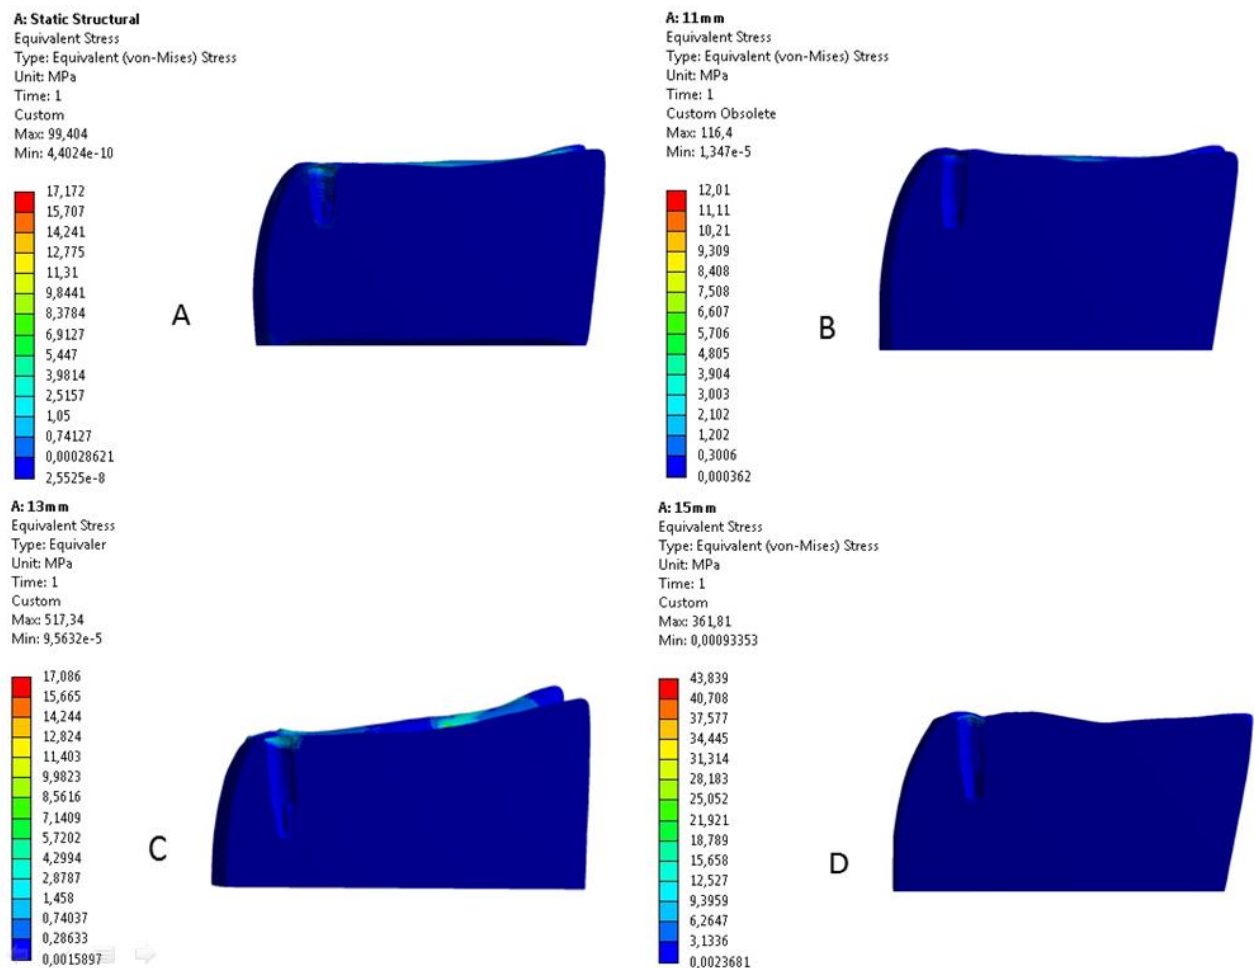 A: Static Structural
Equivalent Stress
Type: Equivalent (von-Mises) Stress
Unit: MPa
Time: 1
Custom
Max: 99,404
Min: 4,4024e-10
17,172
15,707
14,241
12,775
11,31
9,8441
8,3784
6,9127
5,447
3,9814
2,5157
1,05
0,74127
0,00028621
2,5525e-8
A
A: 11mm
Equivalent Stress
Type: Equivalent (von-Mises) Stress
Unit: MPa
Time: 1
Custom Obsolete
Max: 116,4
Min: 1,347e-5
12,01
11,11
10,21
9,309
8,408
7,508
6,607
5,706
4,805
3,904
3,003
2,102
1,202
0,3006
0,000362
B
A: 13mm
Equivalent Stress
Type: Equivaler
Unit: MPa
Time: 1
Custom
Max: 517,34
Min: 9,5632e-5
17,086
15,665
14,244
12,824
11,403
9,9823
8,5616
7,1409
5,7202
4,2994
2,8787
1,458
0,74037
0,28633
0,0015897
C
A: 15mm
Equivalent Stress
Type: Equivalent (von-Mises) Stress
Unit: MPa
Time: 1
Custom
Max: 361,81
Min: 0,00093353
43,839
40,708
37,577
34,445
31,314
28,183
25,052
21,921
18,789
15,658
12,527
9,3959
6,2647
3,1336
0,0023681
D